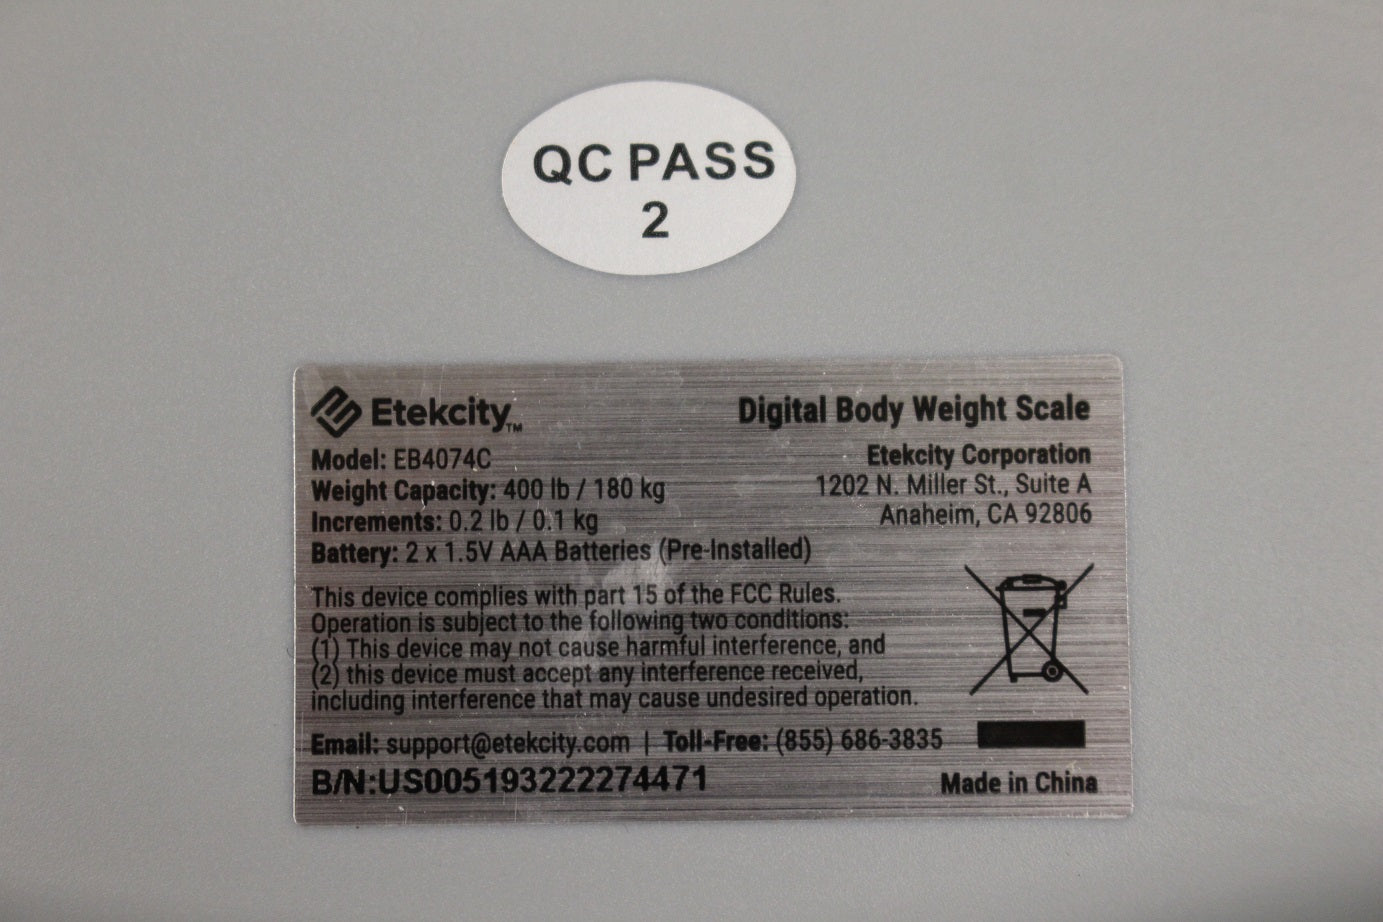 QC PASS
2
Etekcity™
Digital Body Weight Scale
Model: EB4074C
Weight Capacity: 400 lb / 180 kg
Increments: 0.2 lb / 0.1 kg
Battery: 2 x 1.5V AAA Batteries (Pre-Installed)
Etekcity Corporation
1202 N. Miller St., Suite A
Anaheim, CA 92806
This device complies with part 15 of the FCC Rules.
Operation is subject to the following two conditions:
(1) This device may not cause harmful interference, and
(2) this device must accept any interference received,
including interference that may cause undesired operation.
Email: support@etekcity.com | Toll-Free: (855) 686-3835
B/N:US005193222274471
Made in China